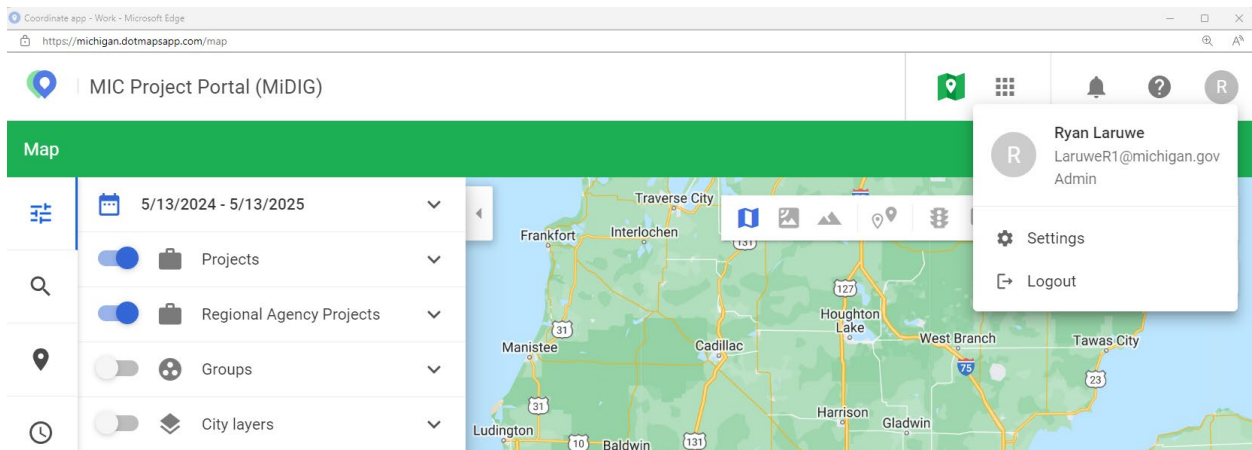 Coordinate app - Work - Microsoft Edge
https://michigan.dotmapsapp.com/map
MIC Project Portal (MiDIG)
R
Map
R
Ryan Laruwe
LaruweR1@michigan.gov
Admin
Settings
Logout
5/13/2024 - 5/13/2025
Projects
Regional Agency Projects
Groups
City layers
Traverse City
Frankfort
Interlochen
131
127
Houghton
Lake
31
Manistee
Cadillac
West Branch
Tawas City
75
23
31
Harrison
Gladwin
Ludington
10
Baldwin
131